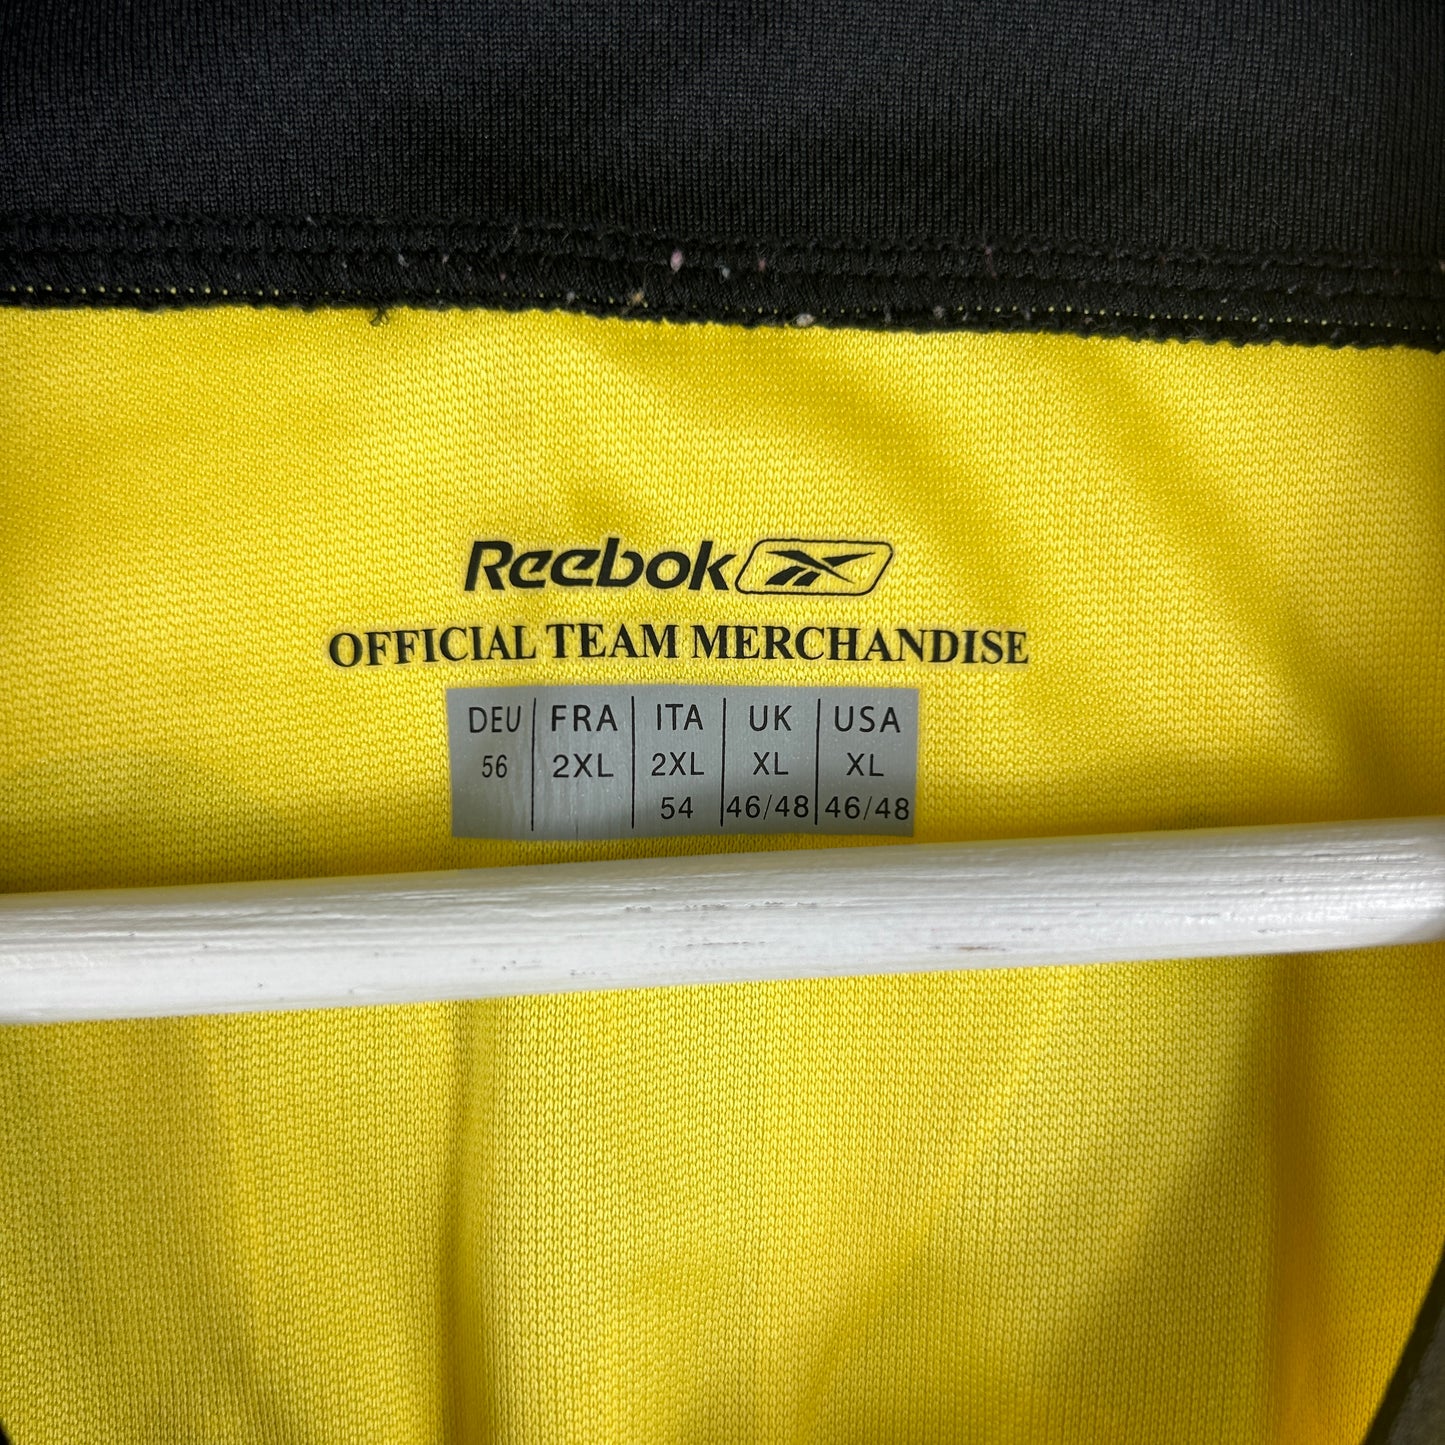 Reebok
OFFICIAL TEAM MERCHANDISE
DEU FRA ITA UK USA
56 2XL 2XL XL XL
54 46/48 46/48